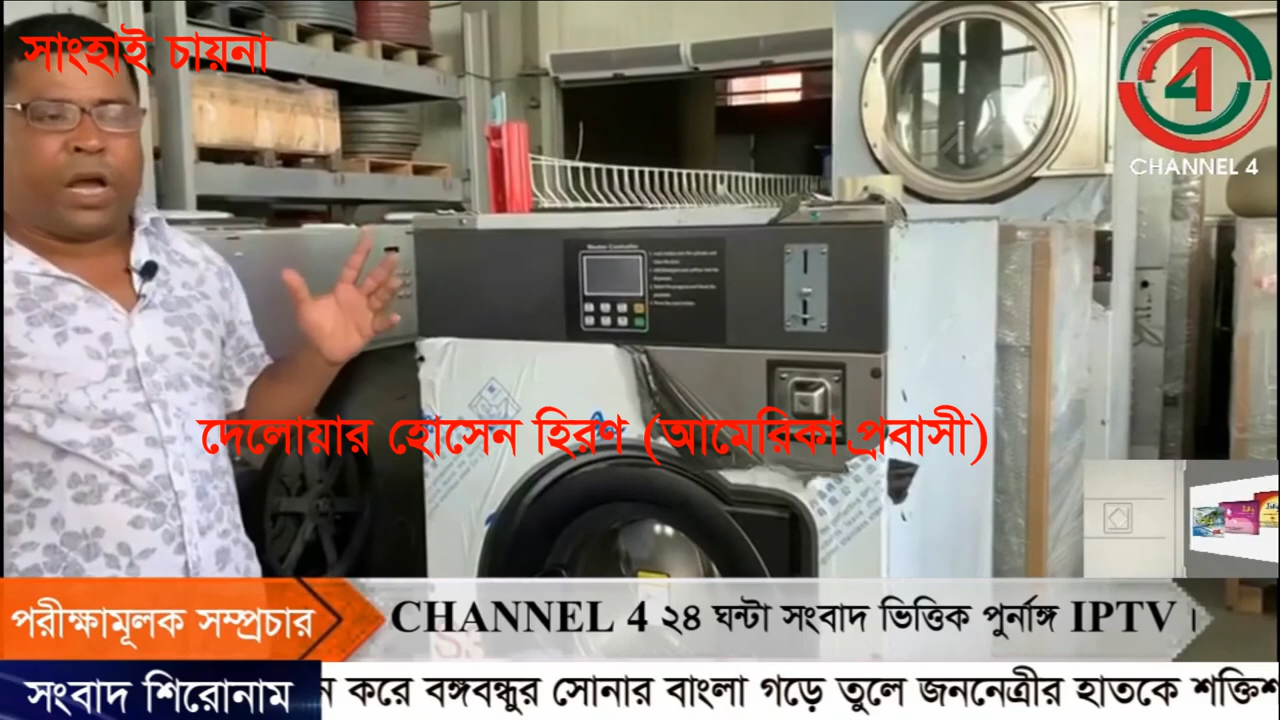 সাংহাই চায়না
4
CHANNEL 4
দেলোয়ার হোসেন হিরণ (আমেরিকা প্রবাসী)
পরীক্ষামূলক সম্প্রচার
CHANNEL 4 ২৪ ঘন্টা সংবাদ ভিত্তিক পুর্নাঙ্গ IPTV।
সংবাদ শিরোনাম
ন করে বঙ্গবন্ধুর সোনার বাংলা গড়ে তুলে জননেত্রীর হাতকে শক্তিশ